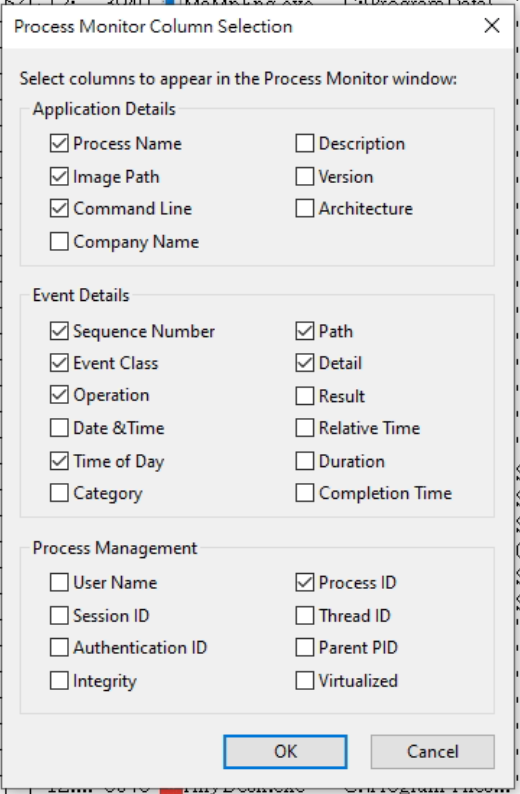 Process Monitor Column Selection
Select columns to appear in the Process Monitor window:
Application Details
Process Name
Description
Image Path
Version
Command Line
Architecture
Company Name
Event Details
Sequence Number
Path
Event Class
Detail
Operation
Result
Date &Time
Relative Time
Time of Day
Duration
Category
Completion Time
Process Management
User Name
Process ID
Session ID
Thread ID
Authentication ID
Parent PID
Integrity
Virtualized
OK
Cancel